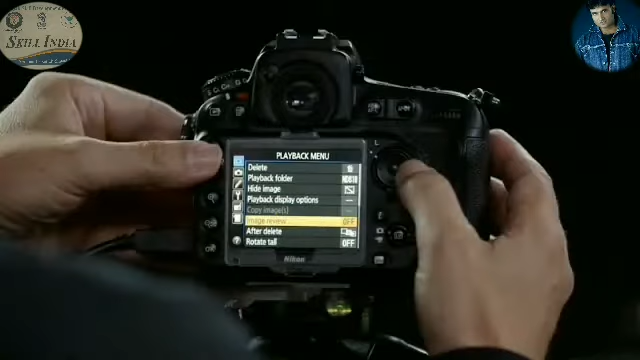 SKILL INDIA
PLAYBACK MENU
Delete
Playback folder ND810
Hide image
Playback display options ---
Copy image(s)
Image review OFF
After delete
Rotate tall OFF
Nikon